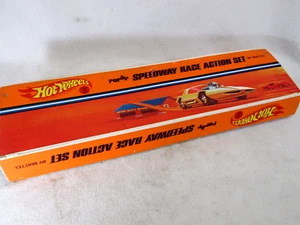 Hot Wheels
SPEEDWAY RACE ACTION SET
Hot Wheels
SPEEDWAY RACE ACTION SET
BY MATTEL